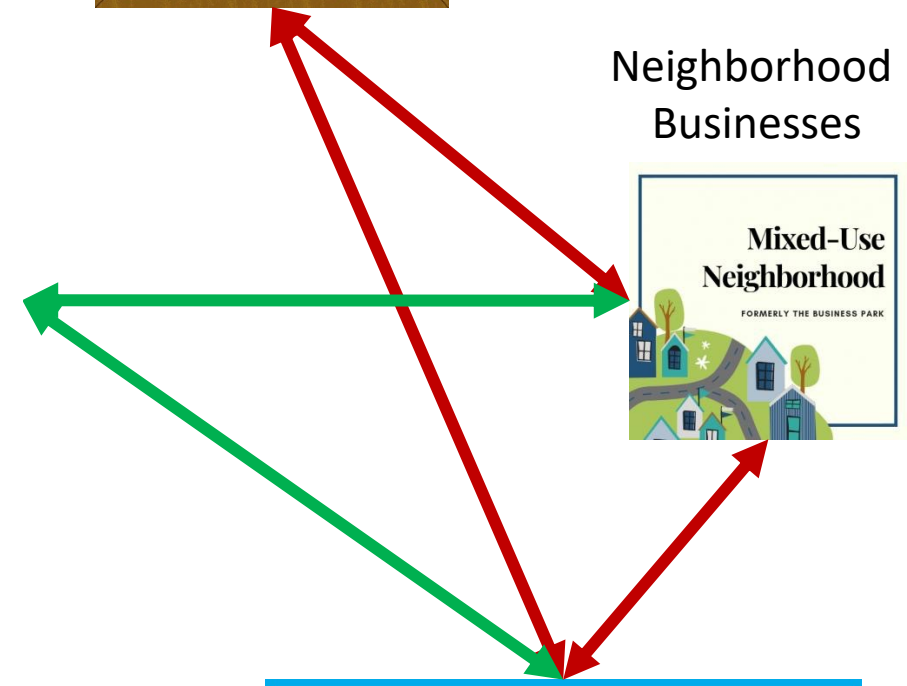 Neighborhood
Businesses
Mixed-Use
Neighborhood
FORMERLY THE BUSINESS PARK